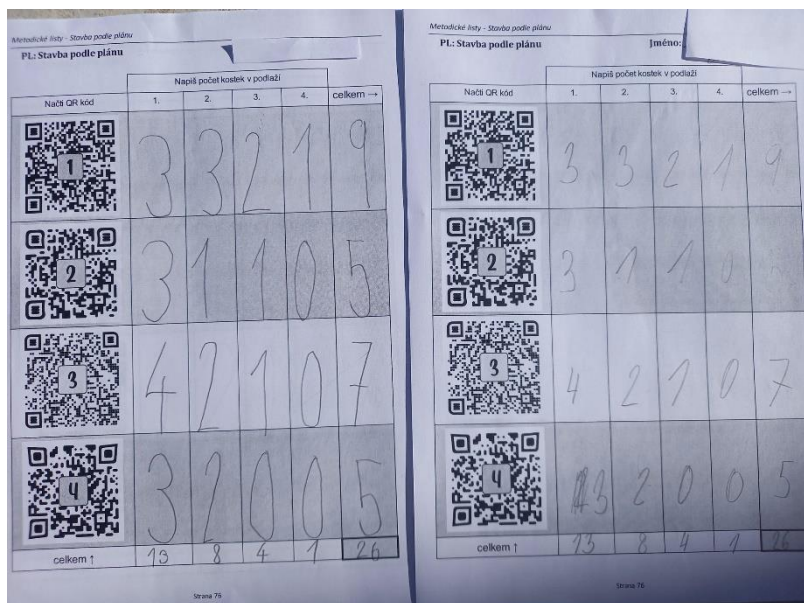 Metodické listy - Stavba podle plánu
PL: Stavba podle plánu
Napiš počet kostek v podlaží
Načti QR kód 1. 2. 3. 4. celkem →
1 3 3 2 1 9
2 3 1 1 0 5
3 4 2 1 0 7
4 3 2 0 0 5
celkem ↑ 13 8 4 1 26
Strana 76
Metodické listy - Stavba podle plánu
PL: Stavba podle plánu Jméno:
Napiš počet kostek v podlaží
Načti QR kód 1. 2. 3. 4. celkem →
1 3 3 2 1 9
2 3 1 1 0
3 4 2 1 0 7
4 3 2 0 0 5
celkem ↑ 13 8 4 1 26
Strana 76